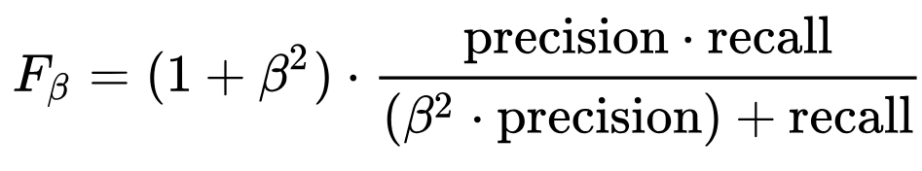 F_β = (1 + β²) · (precision · recall) / ((β² · precision) + recall)